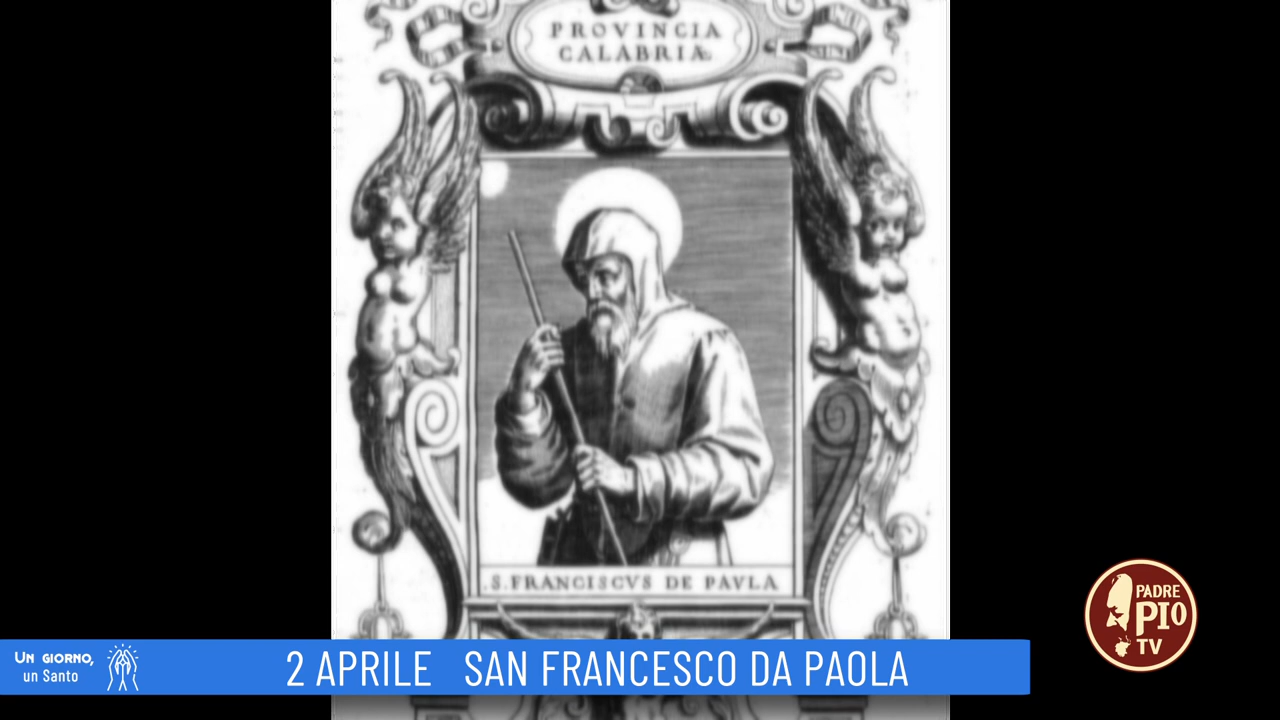 PROVINCIA
CALABRIÆ
.S. FRANCISCVS DE PAVLA
UN GIORNO,
un Santo
2 APRILE SAN FRANCESCO DA PAOLA
PADRE
PIO
TV